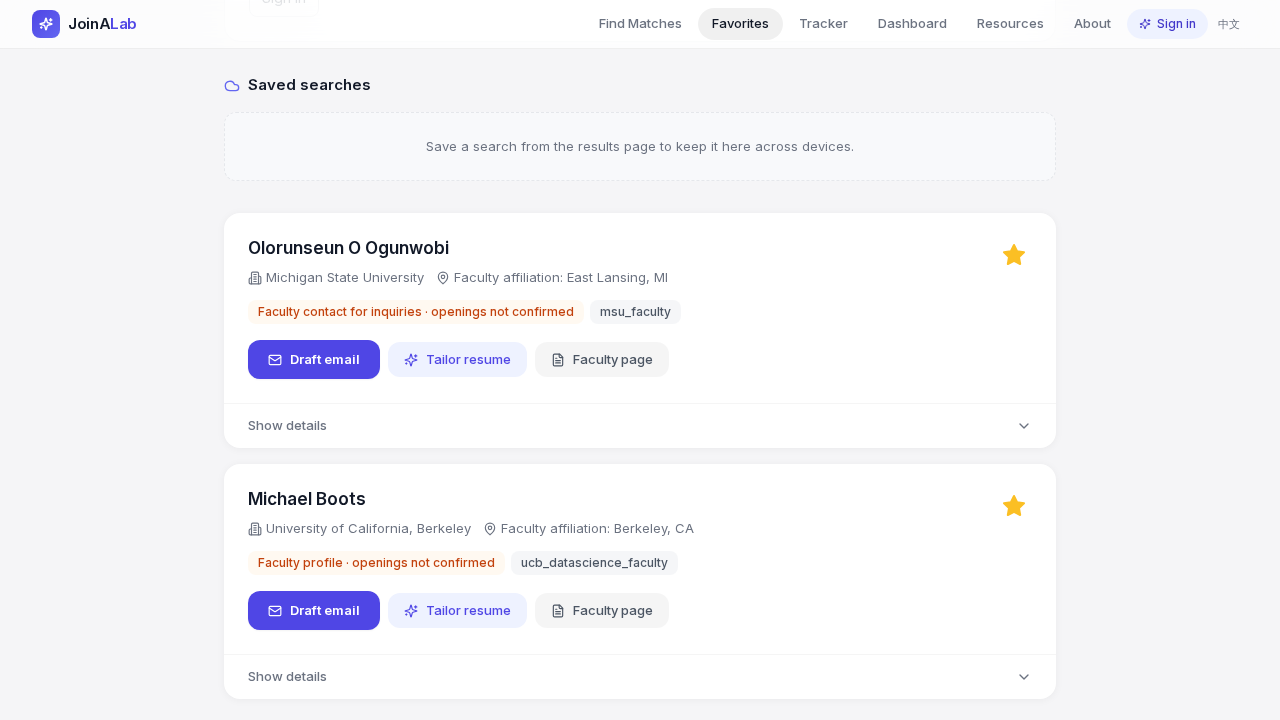 JoinALab
Find Matches
Favorites
Tracker
Dashboard
Resources
About
Sign in
中文
Saved searches
Save a search from the results page to keep it here across devices.
Olorunseun O Ogunwobi
Michigan State University Faculty affiliation: East Lansing, MI
Faculty contact for inquiries · openings not confirmed msu_faculty
Draft email Tailor resume Faculty page
Show details
Michael Boots
University of California, Berkeley Faculty affiliation: Berkeley, CA
Faculty profile · openings not confirmed ucb_datascience_faculty
Draft email Tailor resume Faculty page
Show details